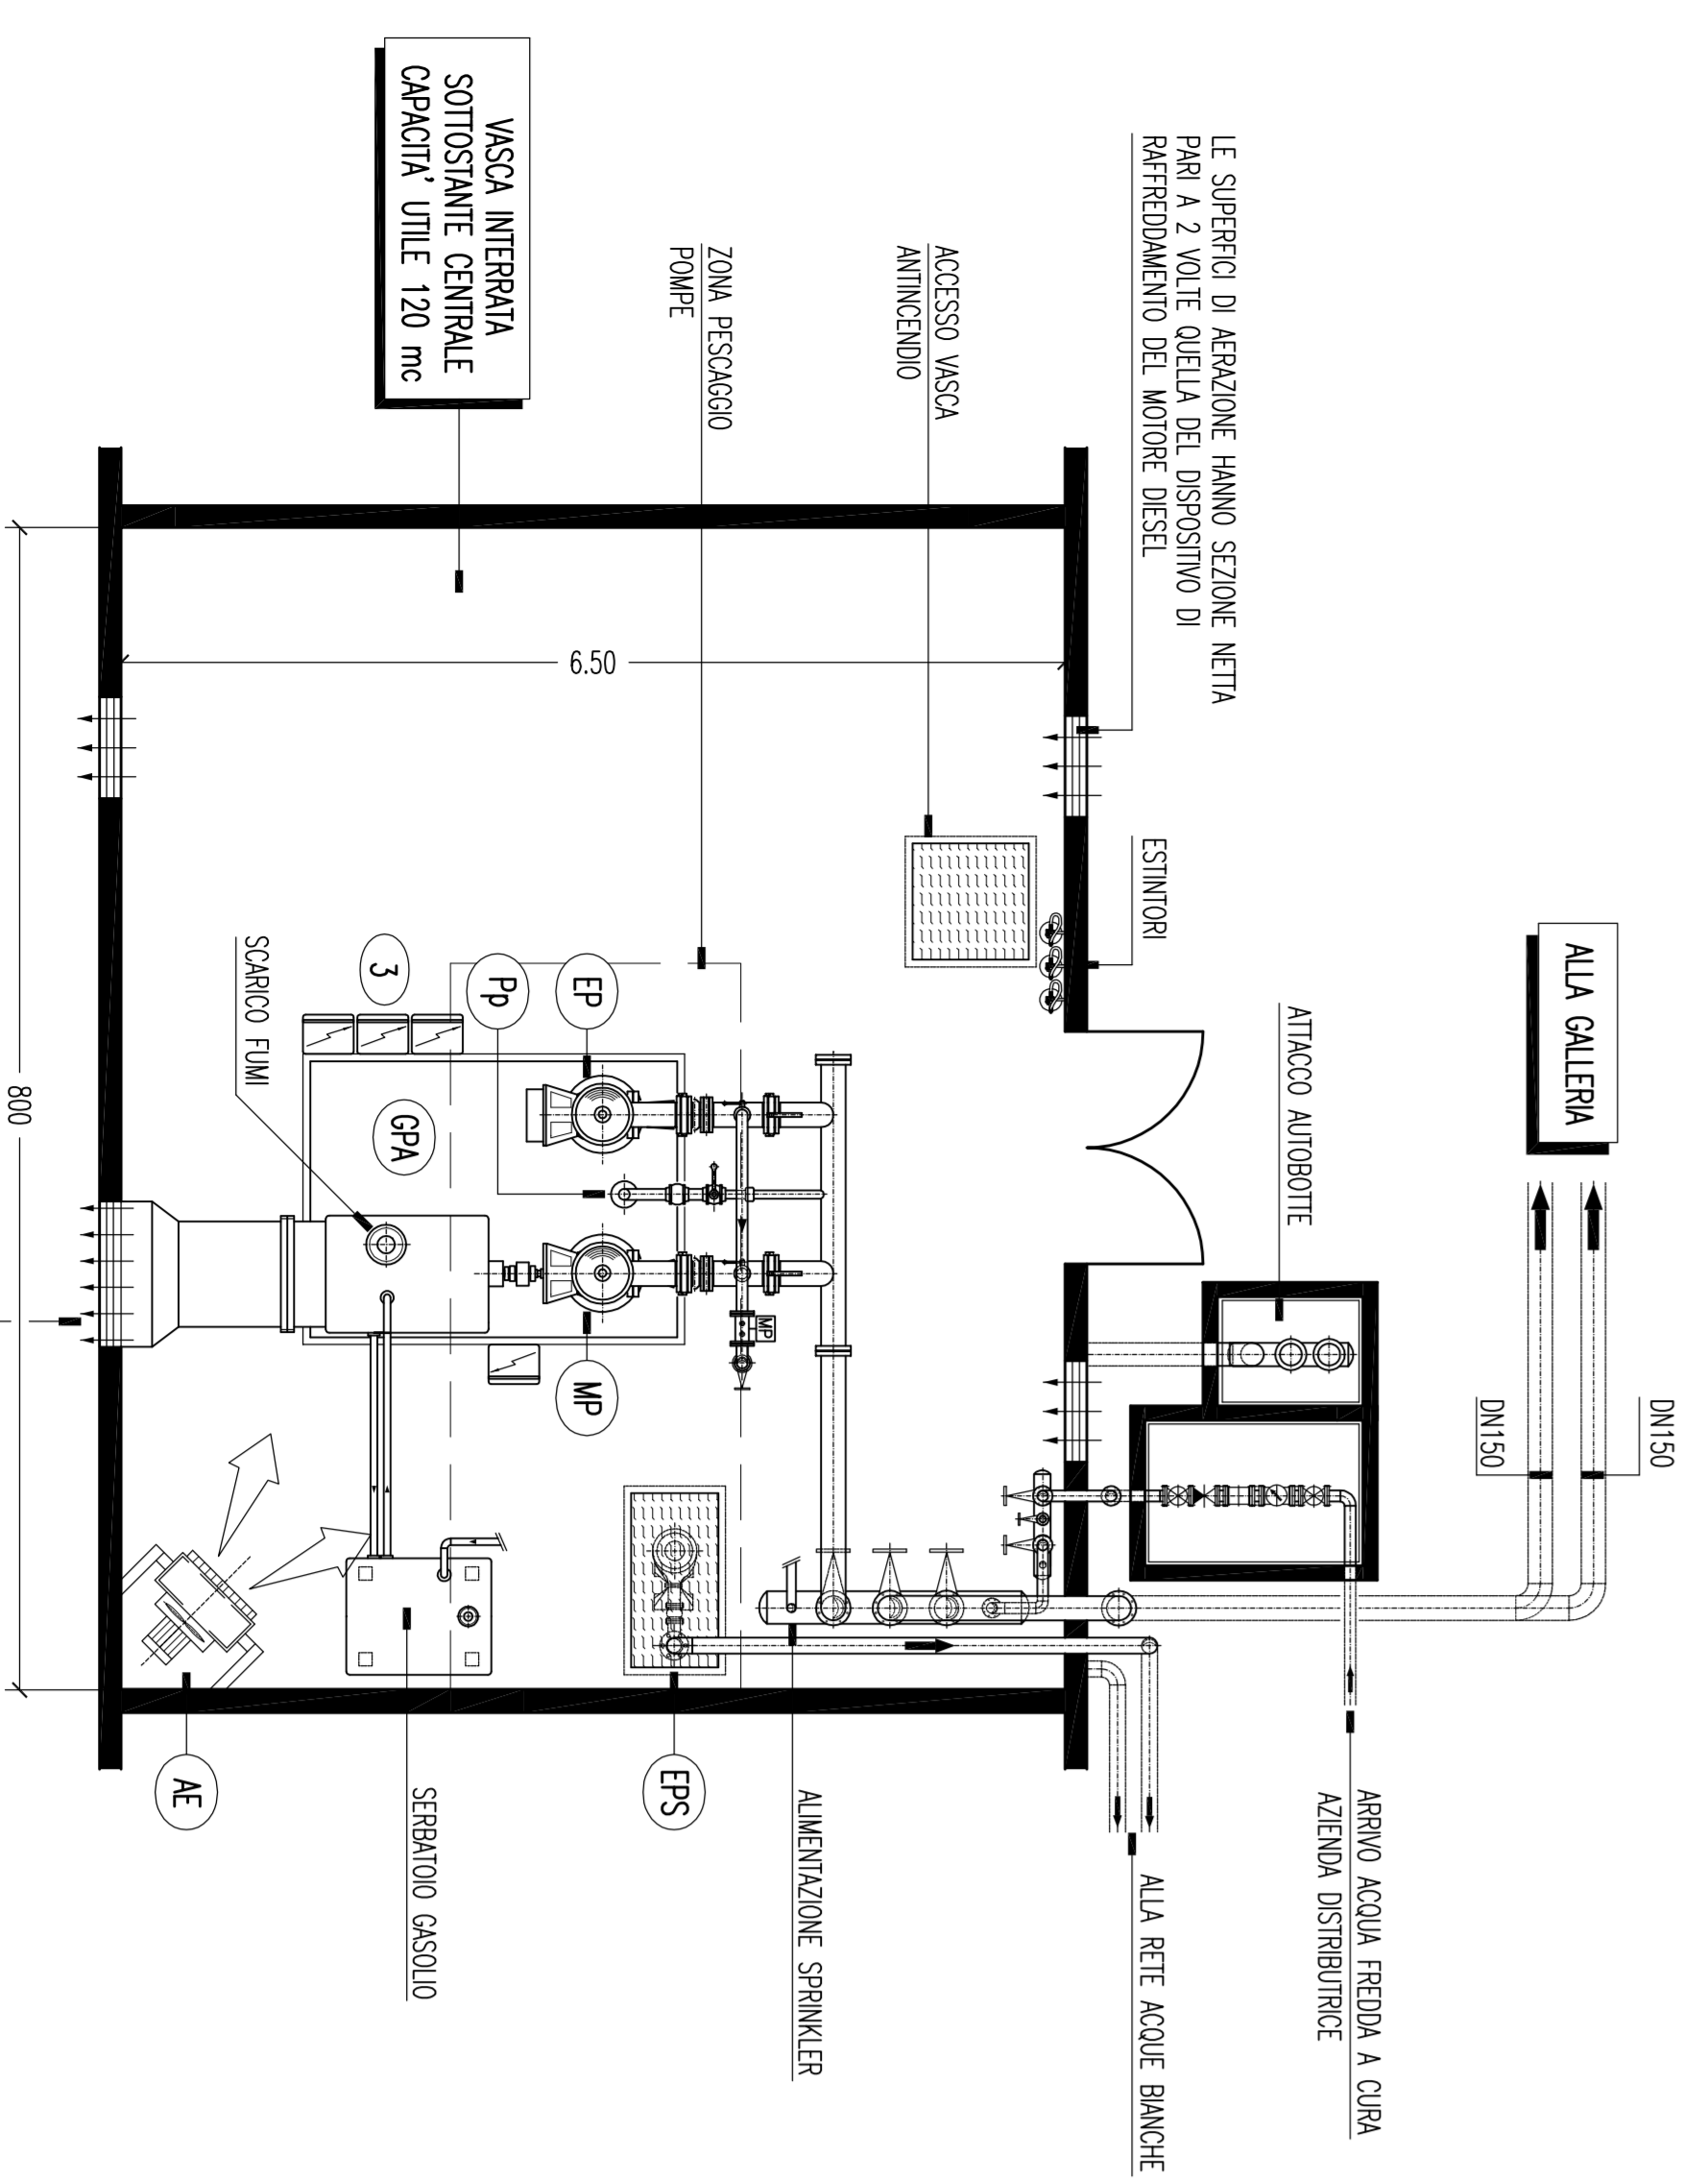 ALLA GALLERIA
DN150
DN150
LE SUPERFICI DI AERAZIONE HANNO SEZIONE NETTA
PARI A 2 VOLTE QUELLA DEL DISPOSITIVO DI
RAFFREDDAMENTO DEL MOTORE DIESEL
ESTINTORI
ATTACCO AUTOBOTTE
ARRIVO ACQUA FREDDA A CURA
AZIENDA DISTRIBUTRICE
ALLA RETE ACQUE BIANCHE
ACCESSO VASCA
ANTINCENDIO
ZONA PESCAGGIO
POMPE
ALIMENTAZIONE SPRINKLER
VASCA INTERRATA
SOTTOSTANTE CENTRALE
CAPACITA' UTILE 120 mc
6.50
EP
Pp
3
GPA
MP
MP
EPS
SCARICO FUMI
SERBATOIO GASOLIO
AE
800